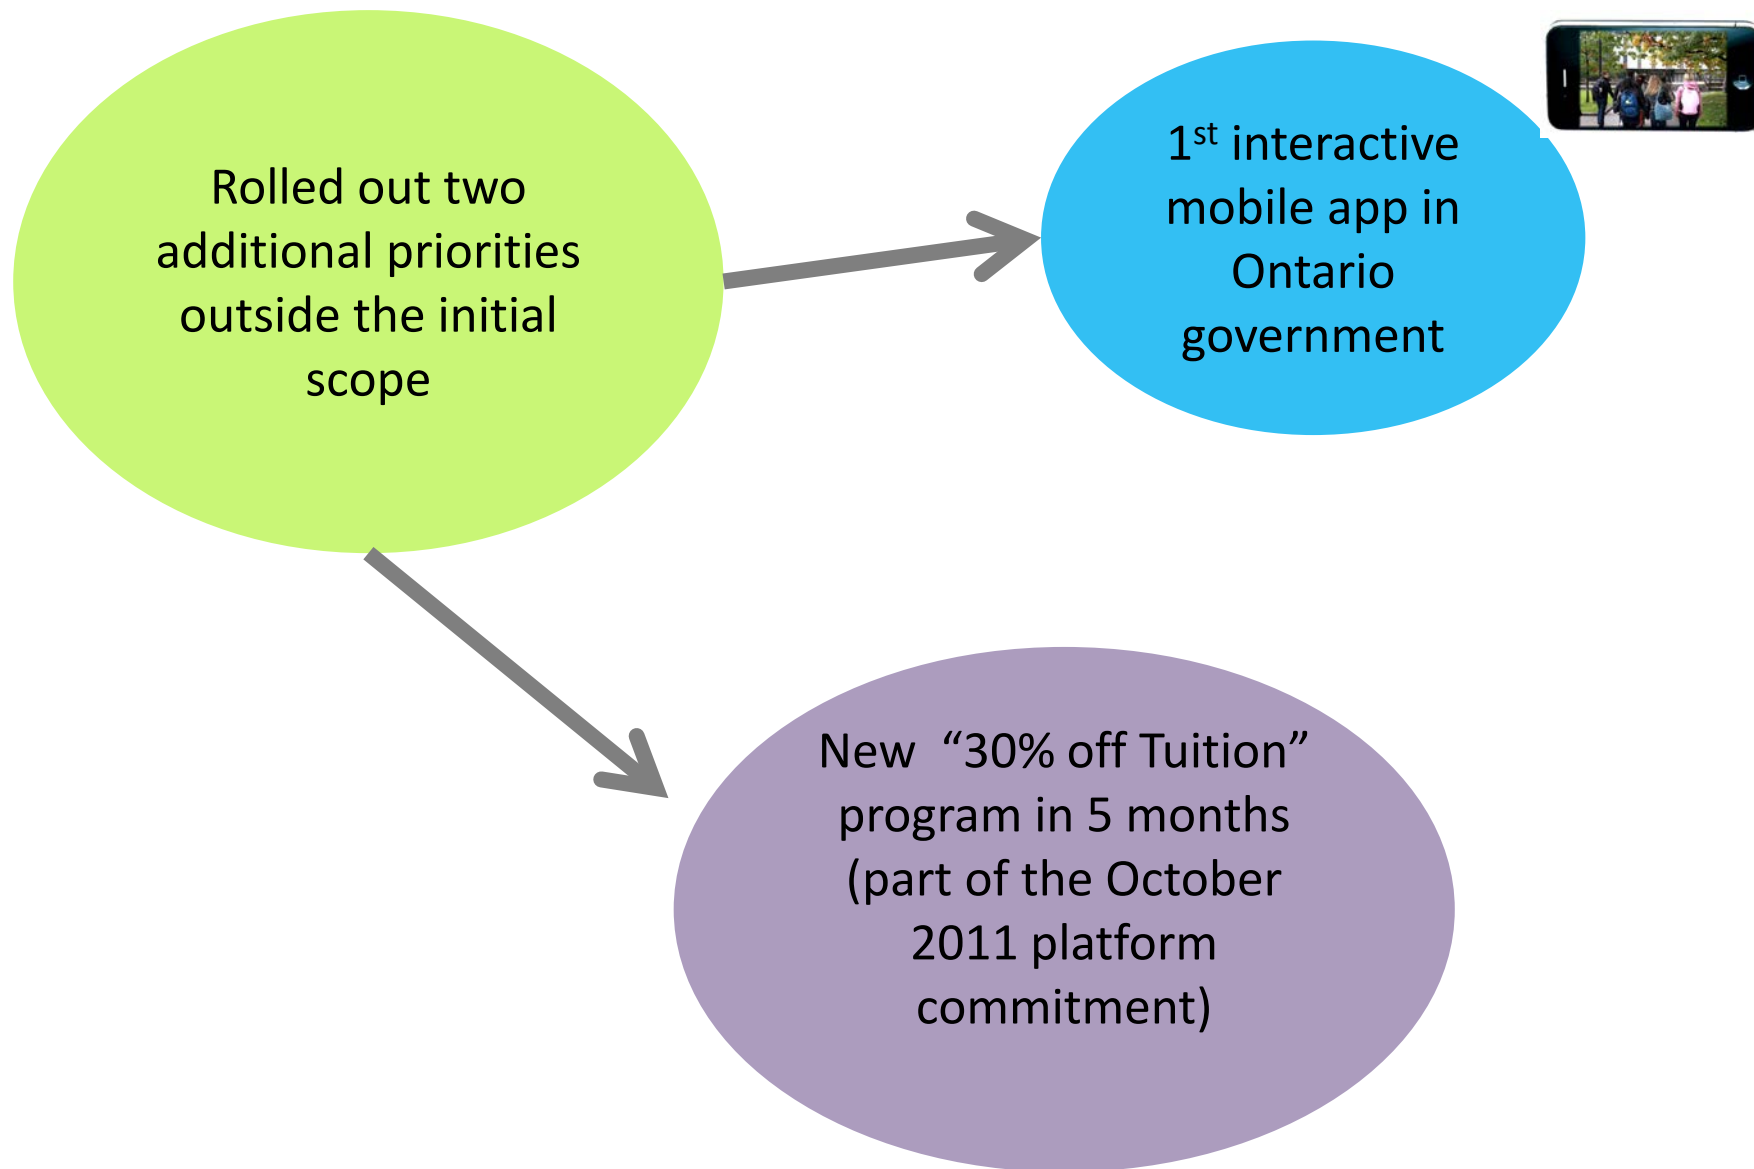 Rolled out two
additional priorities
outside the initial
scope
1st interactive
mobile app in
Ontario
government
New “30% off Tuition”
program in 5 months
(part of the October
2011 platform
commitment)